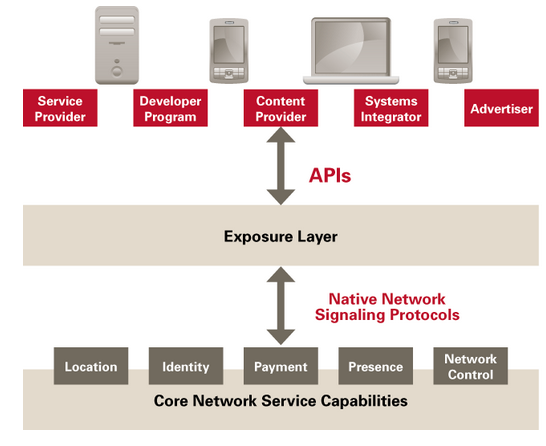 Service
Provider
Developer
Program
Content
Provider
Systems
Integrator
Advertiser
APIs
Exposure Layer
Native Network
Signaling Protocols
Location
Identity
Payment
Presence
Network
Control
Core Network Service Capabilities